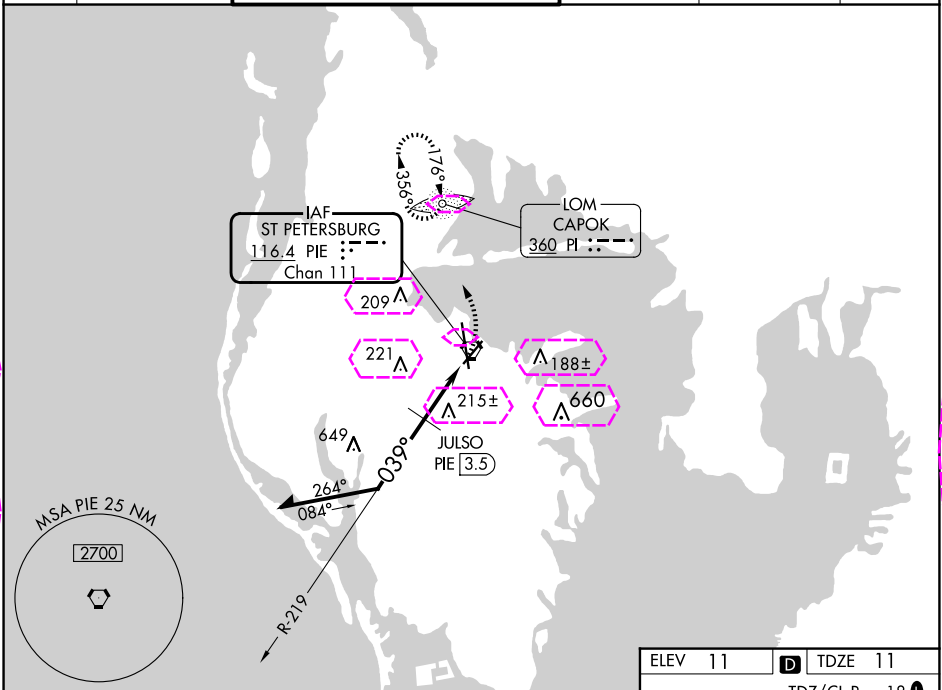 176°
356°
IAF
ST PETERSBURG
116.4 PIE
Chan 111
LOM
CAPOK
360 PI
209
221
188±
215±
660
649
JULSO
PIE 3.5
039°
264°
084°
R-219
MSA PIE 25 NM
2700
ELEV 11 D TDZE 11